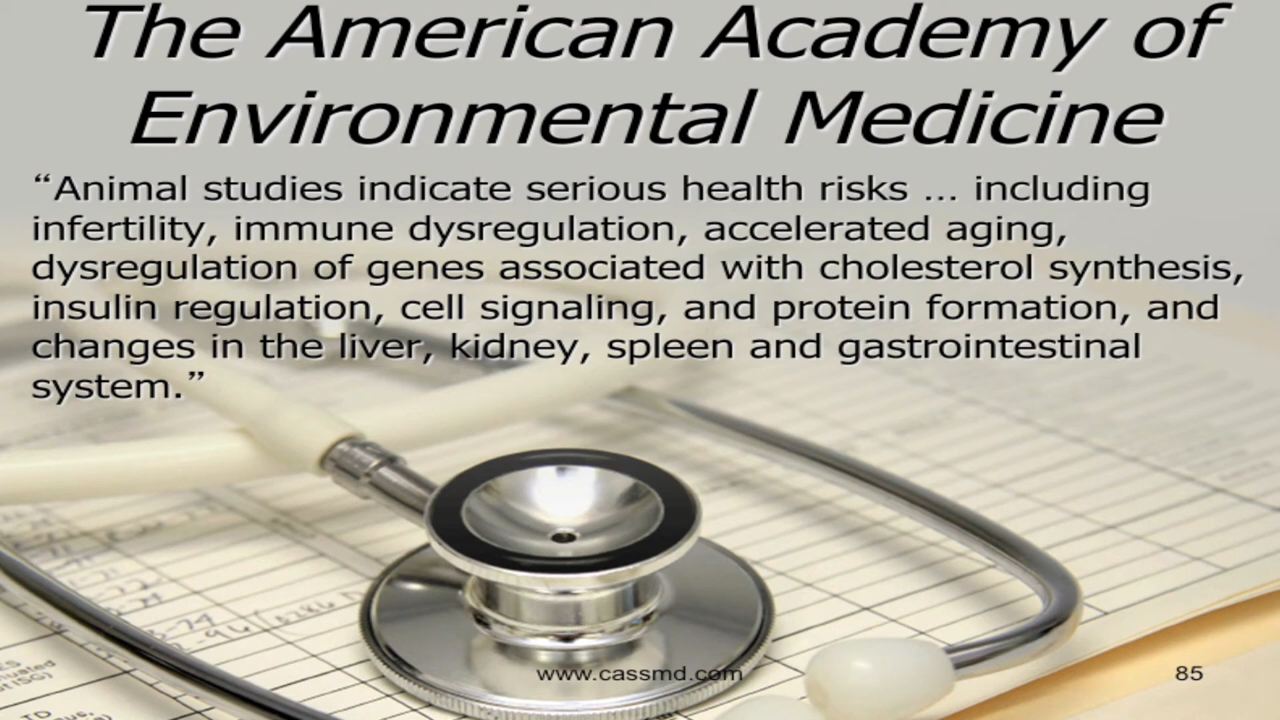 The American Academy of
Environmental Medicine
“Animal studies indicate serious health risks ... including
infertility, immune dysregulation, accelerated aging,
dysregulation of genes associated with cholesterol synthesis,
insulin regulation, cell signaling, and protein formation, and
changes in the liver, kidney, spleen and gastrointestinal
system.”
www.cassmd.com
85